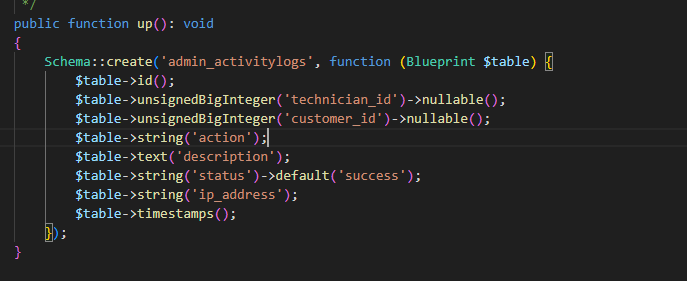 */
public function up(): void
{
Schema::create('admin_activitylogs', function (Blueprint $table) {
$table->id();
$table->unsignedBigInteger('technician_id')->nullable();
$table->unsignedBigInteger('customer_id')->nullable();
$table->string('action');
$table->text('description');
$table->string('status')->default('success');
$table->string('ip_address');
$table->timestamps();
});
}